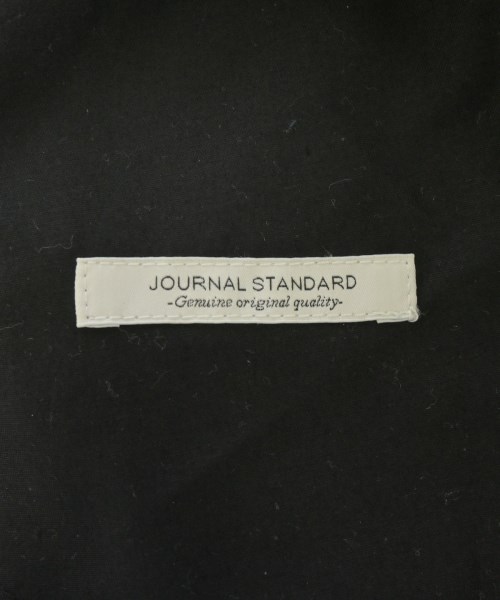 JOURNAL STANDARD
-Genuine original quality-